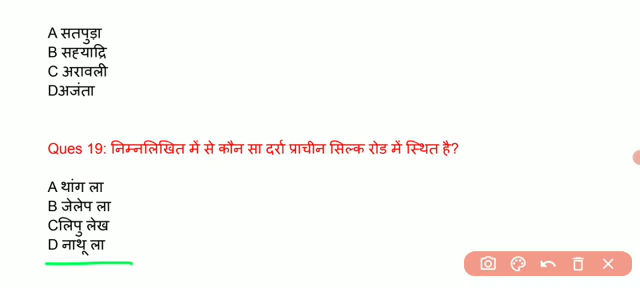 A सतपुड़ा
B सह्याद्रि
C अरावली
Dअजंता
Ques 19: निम्नलिखित में से कौन सा दर्रा प्राचीन सिल्क रोड में स्थित है?
A थांग ला
B जेलेप ला
Cलिपु लेख
D नाथू ला